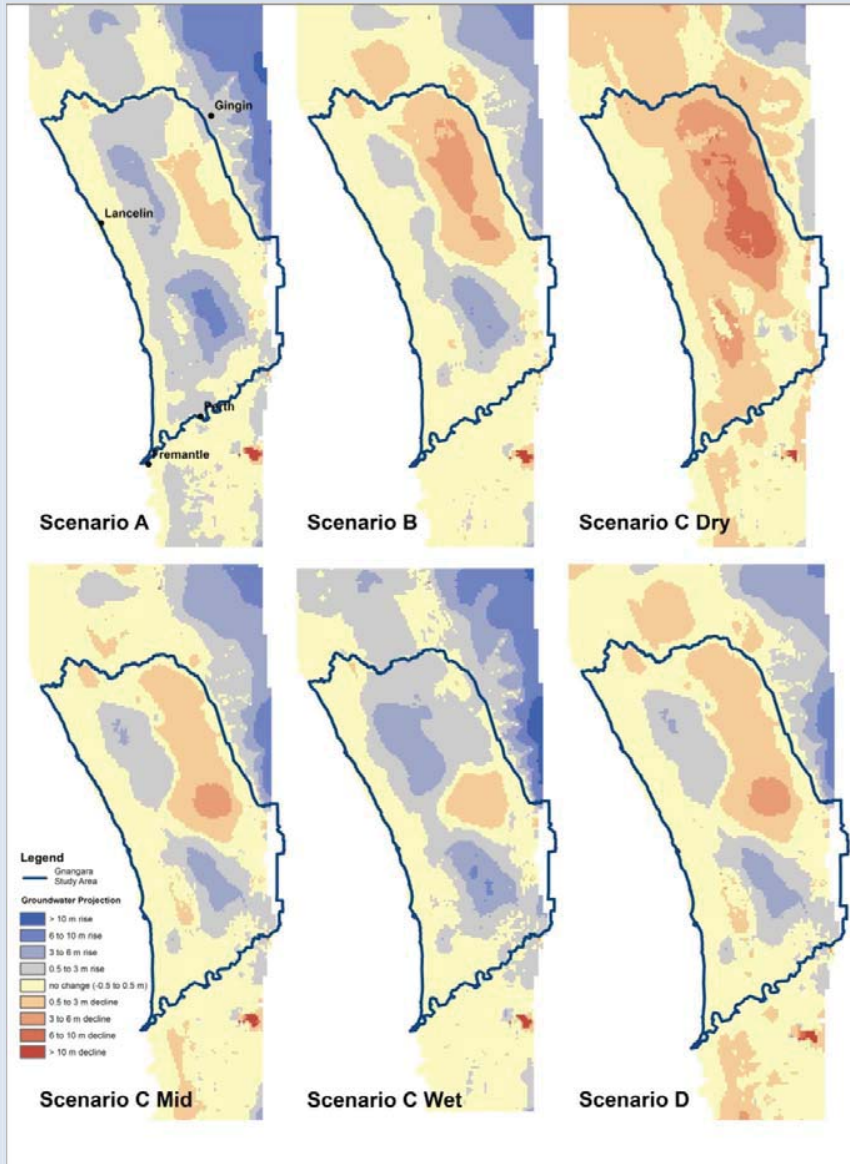 Gingin
Lancelin
Perth
Fremantle
Scenario A
Scenario B
Scenario C Dry
Legend
Gnangara
Study Area
Groundwater Projection
> 10 m rise
6 to 10 m rise
3 to 6 m rise
0.5 to 3 m rise
no change (-0.5 to 0.5 m)
0.5 to 3 m decline
3 to 6 m decline
6 to 10 m decline
> 10 m decline
Scenario C Mid
Scenario C Wet
Scenario D